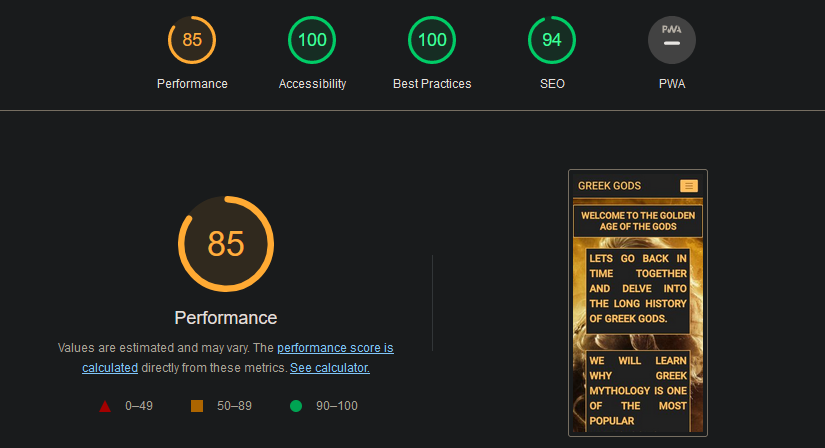 85
100
100
94
PWA
Performance
Accessibility
Best Practices
SEO
PWA
85
Performance
Values are estimated and may vary. The performance score is
calculated directly from these metrics. See calculator.
0–49
50–89
90–100
GREEK GODS
WELCOME TO THE GOLDEN
AGE OF THE GODS
LETS GO BACK IN
TIME TOGETHER
AND DELVE INTO
THE LONG HISTORY
OF GREEK GODS.
WE WILL LEARN
WHY GREEK
MYTHOLOGY IS ONE
OF THE MOST
POPULAR